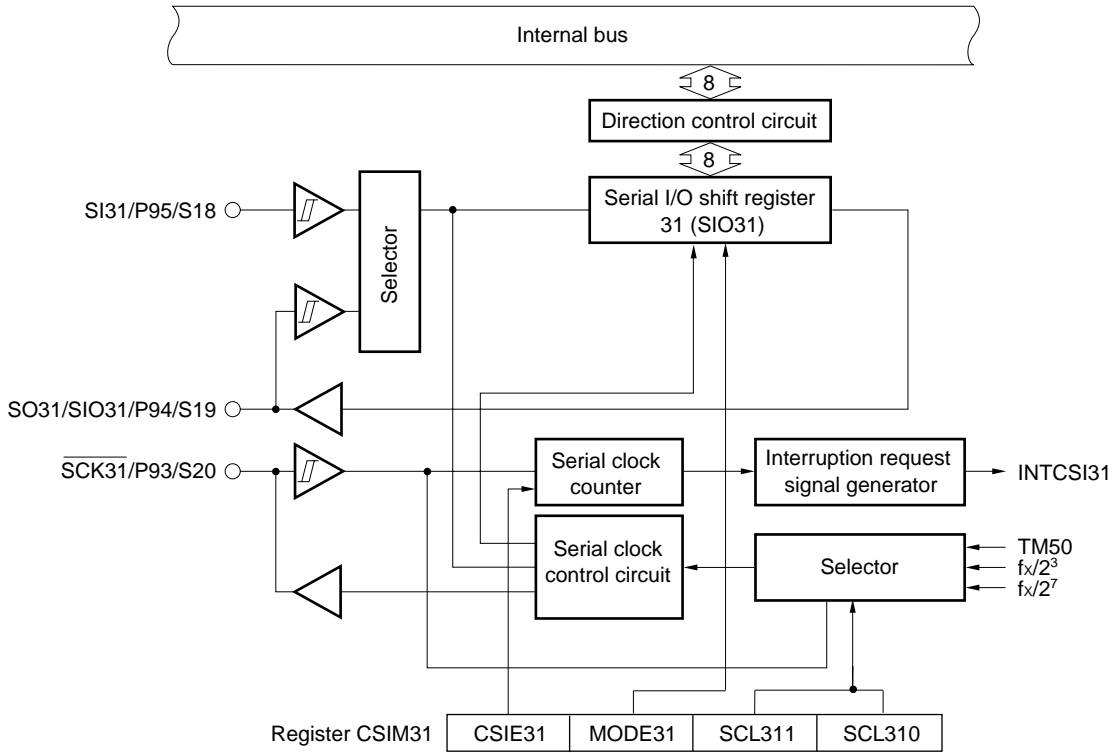 Internal bus
8
Direction control circuit
8
SI31/P95/S18
Selector
Serial I/O shift register
31 (SIO31)
SO31/SIO31/P94/S19
SCK31/P93/S20
Serial clock
counter
Interruption request
signal generator
INTCSI31
Serial clock
control circuit
Selector
TM50
fX/2³
fX/2⁷
Register CSIM31
CSIE31
MODE31
SCL311
SCL310